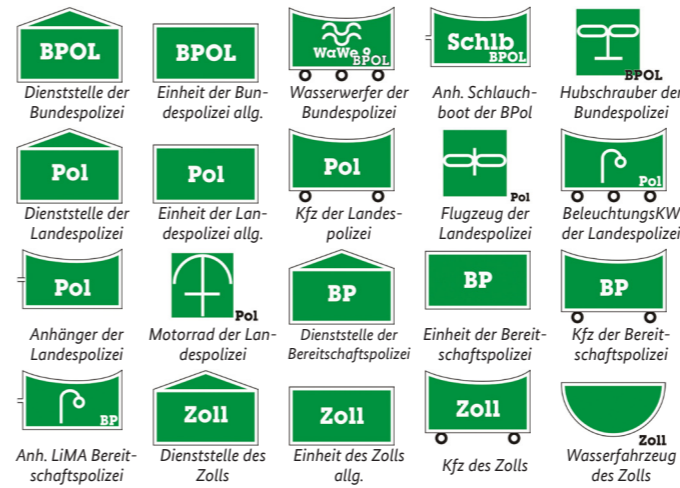 BPOL
Dienststelle der
Bundespolizei
BPOL
Einheit der Bun-
despolizei allg.
WaWe 9
BPOL
Wasserwerfer der
Bundespolizei
Schlb
BPOL
Anh. Schlauch-
boot der BPol
BPOL
Hubschrauber der
Bundespolizei
Pol
Dienststelle der
Landespolizei
Pol
Einheit der Lan-
despolizei allg.
Pol
Kfz der Landes-
polizei
Pol
Flugzeug der
Landespolizei
Pol
BeleuchtungsKW
der Landespolizei
Pol
Anhänger der
Landespolizei
Pol
Motorrad der Lan-
despolizei
BP
Dienststelle der
Bereitschaftspolizei
BP
Einheit der Bereit-
schaftspolizei
BP
Kfz der Bereit-
schaftspolizei
BP
Anh. LiMA Bereit-
schaftspolizei
Zoll
Dienststelle des
Zolls
Zoll
Einheit des Zolls
allg.
Zoll
Kfz des Zolls
Zoll
Wasserfahrzeug
des Zolls